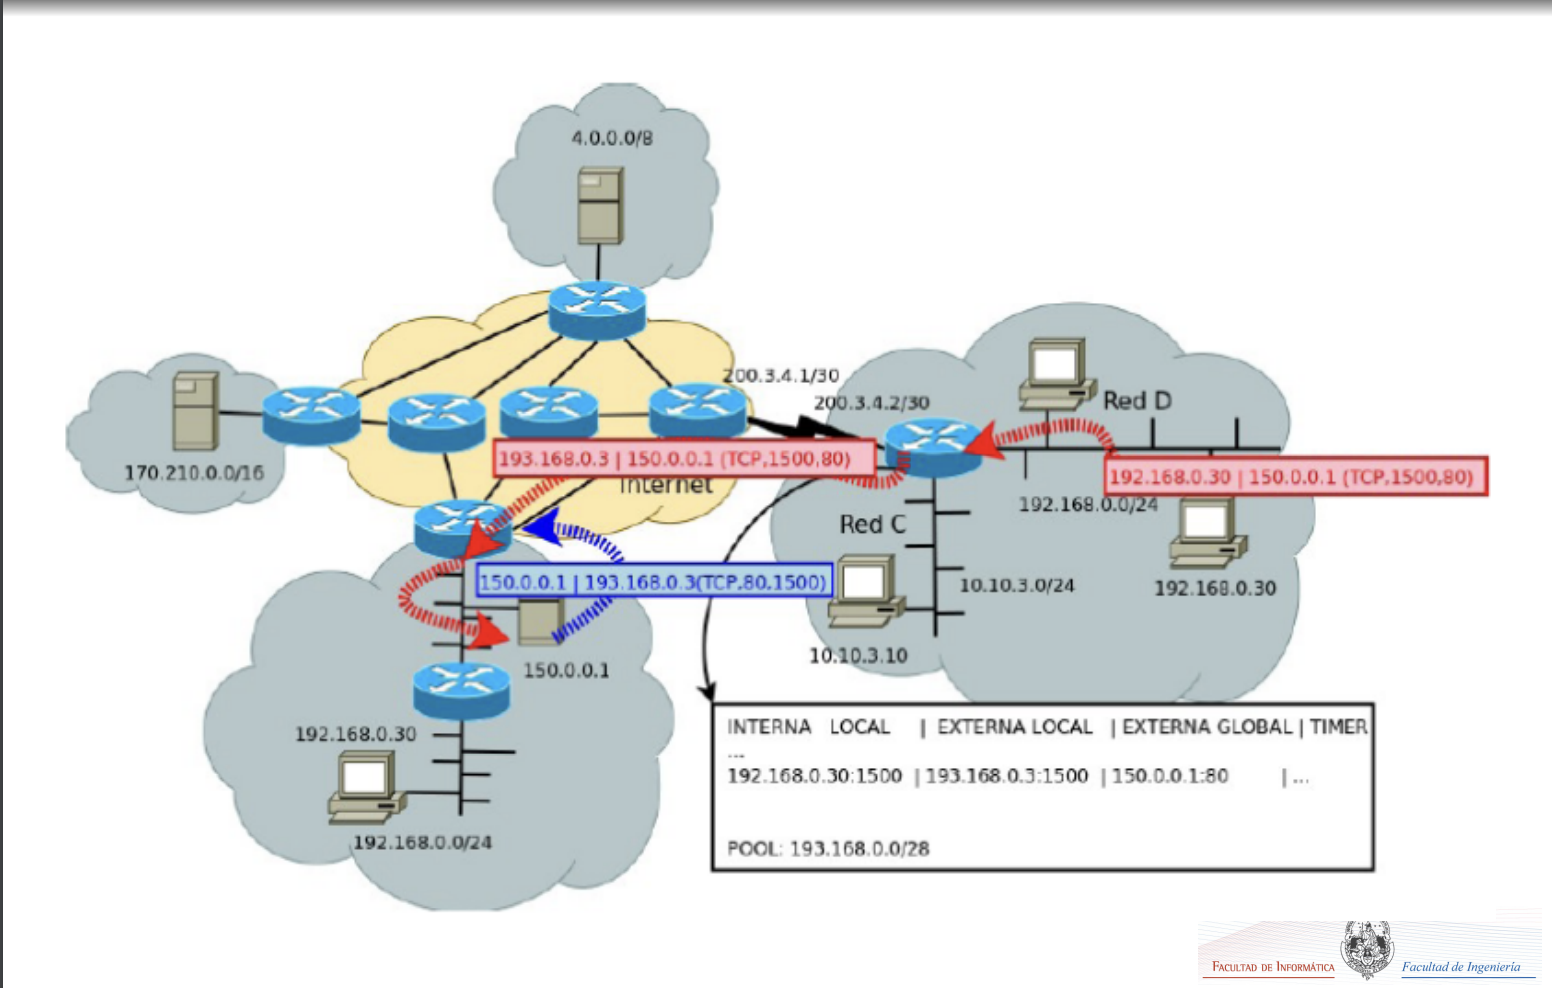 4.0.0.0/8
200.3.4.1/30
200.3.4.2/30
Red D
170.210.0.0/16
193.168.0.3 | 150.0.0.1 (TCP,1500,80)
192.168.0.30 | 150.0.0.1 (TCP,1500,80)
Internet
192.168.0.0/24
Red C
150.0.0.1 | 193.168.0.3(TCP,80,1500)
10.10.3.0/24
192.168.0.30
10.10.3.10
150.0.0.1
192.168.0.30
192.168.0.0/24
INTERNA LOCAL | EXTERNA LOCAL | EXTERNA GLOBAL | TIMER
...
192.168.0.30:1500 | 193.168.0.3:1500 | 150.0.0.1:80 | ...
POOL: 193.168.0.0/28
FACULTAD DE INFORMÁTICA
Facultad de Ingeniería